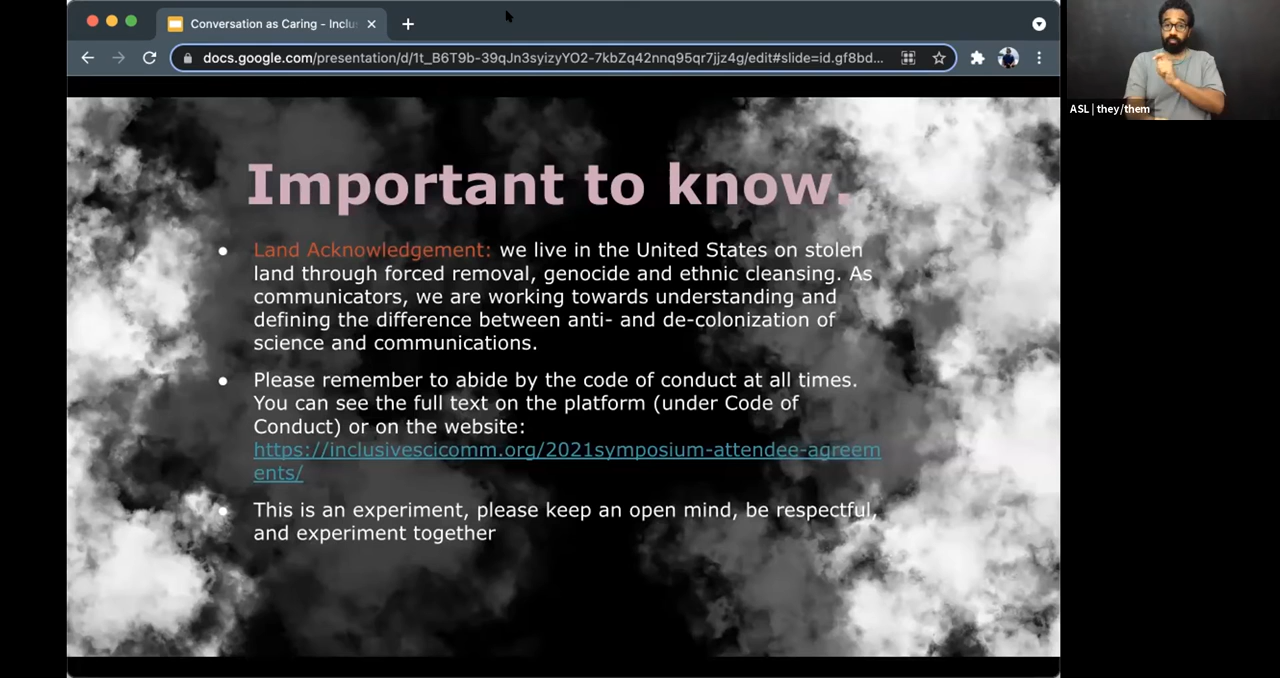 Conversation as Caring - Inclus
docs.google.com/presentation/d/1t_B6T9b-39qJn3syizyYO2-7kbZq42nnq95qr7jjz4g/edit#slide=id.gf8bd...
ASL | they/them
Important to know.
Land Acknowledgement: we live in the United States on stolen
land through forced removal, genocide and ethnic cleansing. As
communicators, we are working towards understanding and
defining the difference between anti- and de-colonization of
science and communications.
Please remember to abide by the code of conduct at all times.
You can see the full text on the platform (under Code of
Conduct) or on the website:
https://inclusivescicomm.org/2021symposium-attendee-agreem
ents/
This is an experiment, please keep an open mind, be respectful,
and experiment together